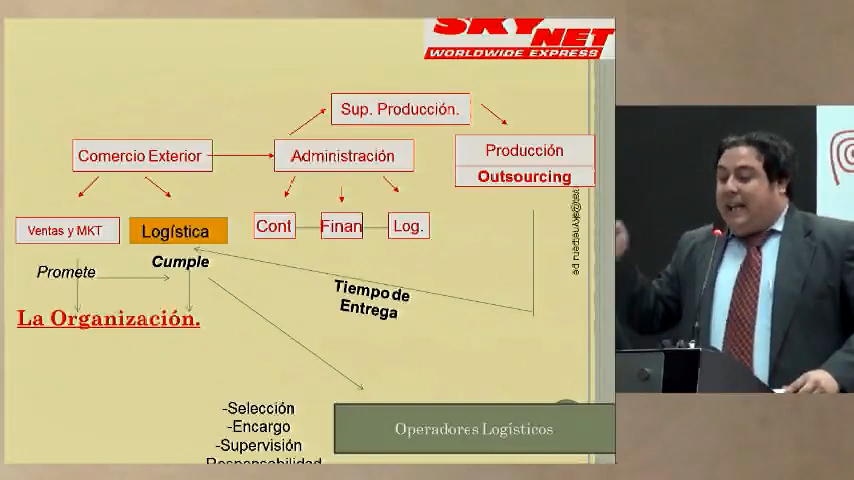 SKY NET
WORLDWIDE EXPRESS
Sup. Producción.
Comercio Exterior
Administración
Producción
Outsourcing
Ventas y MKT
Logística
Cont
Finan
Log.
Promete
Cumple
La Organización.
Tiempo de
Entrega
-Selección
-Encargo
-Supervisión
Responsabilidad
Operadores Logísticos